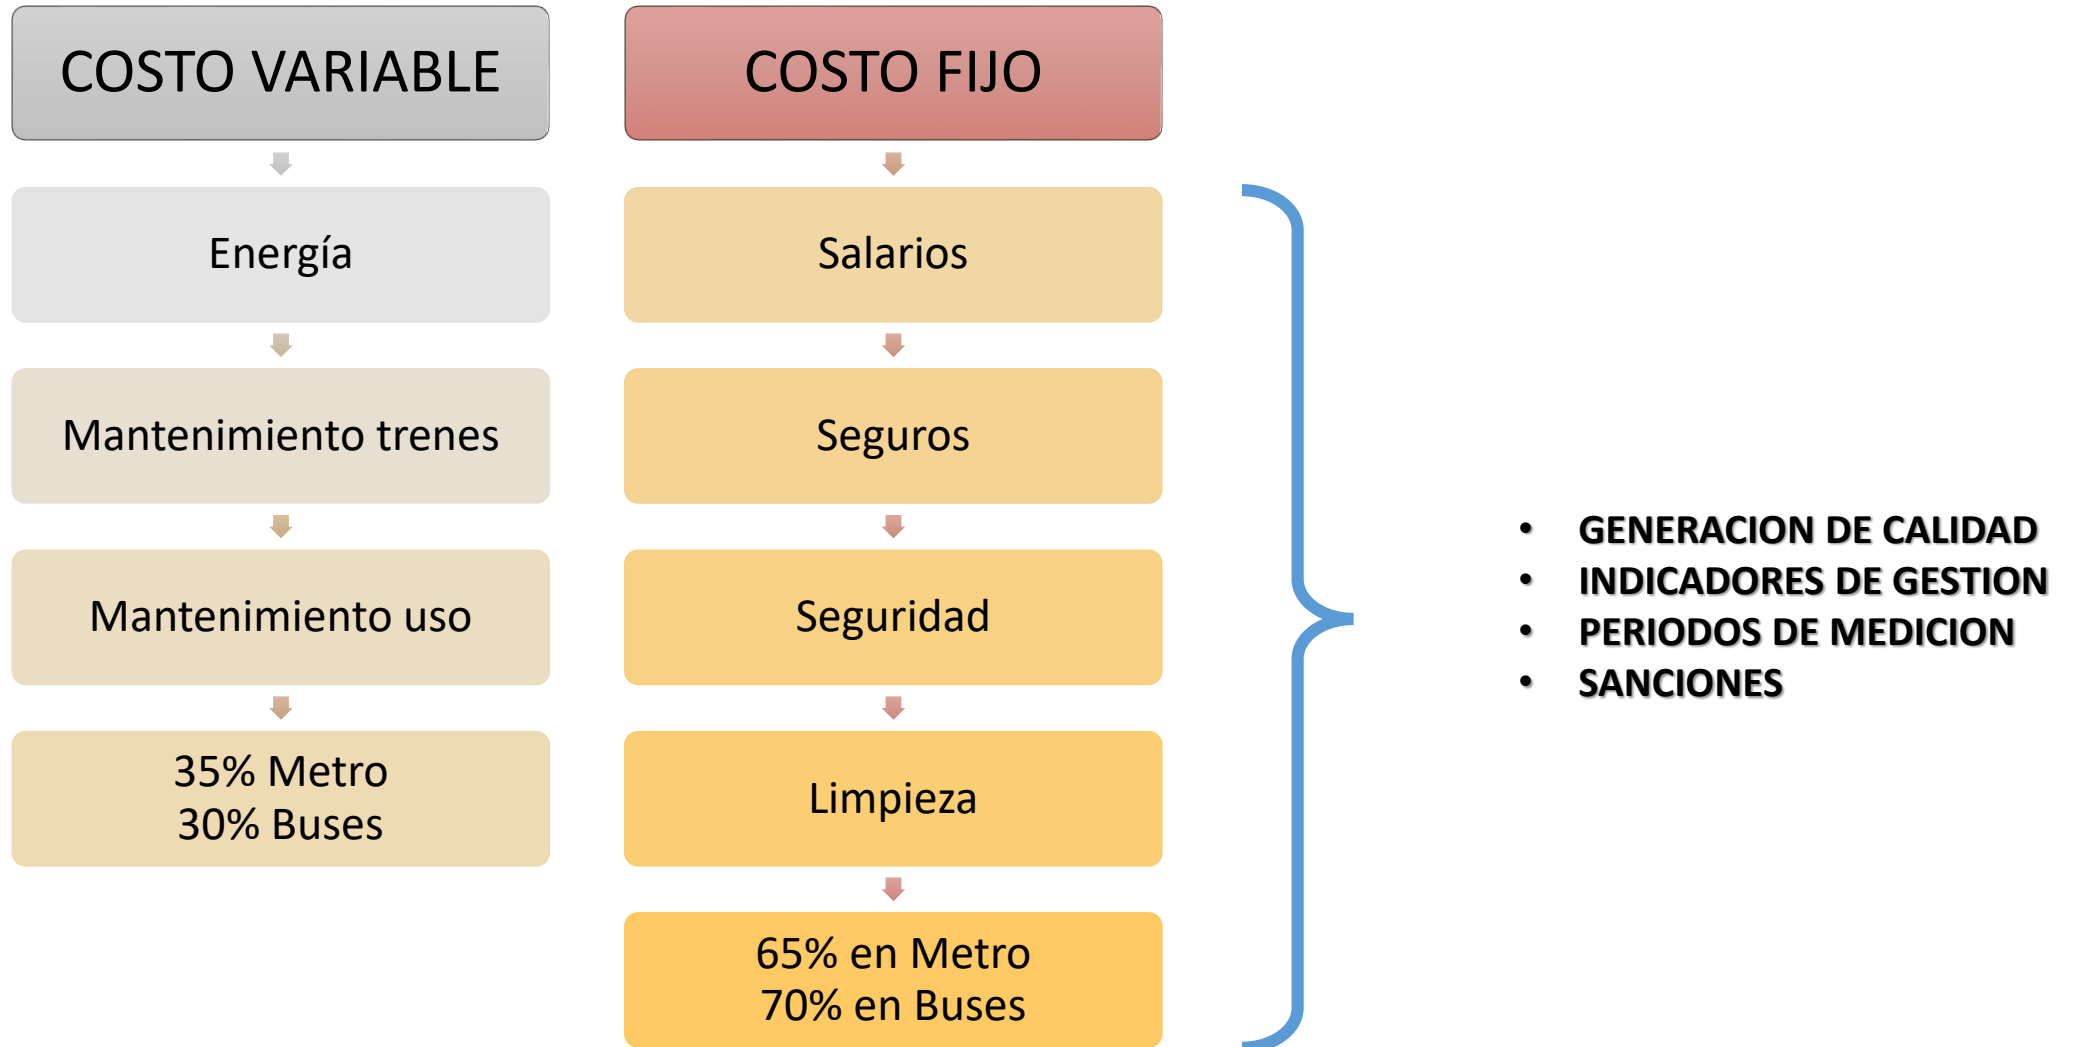 COSTO VARIABLE
Energía
Mantenimiento trenes
Mantenimiento uso
35% Metro
30% Buses
COSTO FIJO
Salarios
Seguros
Seguridad
Limpieza
65% en Metro
70% en Buses
• GENERACION DE CALIDAD
• INDICADORES DE GESTION
• PERIODOS DE MEDICION
• SANCIONES